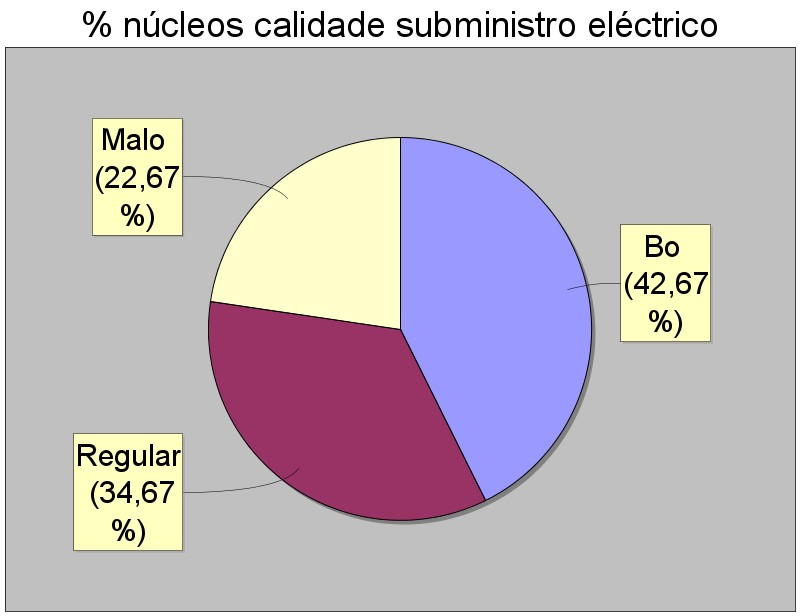 % núcleos calidade subministro eléctrico
Malo
(22,67
%)
Bo
(42,67
%)
Regular
(34,67
%)